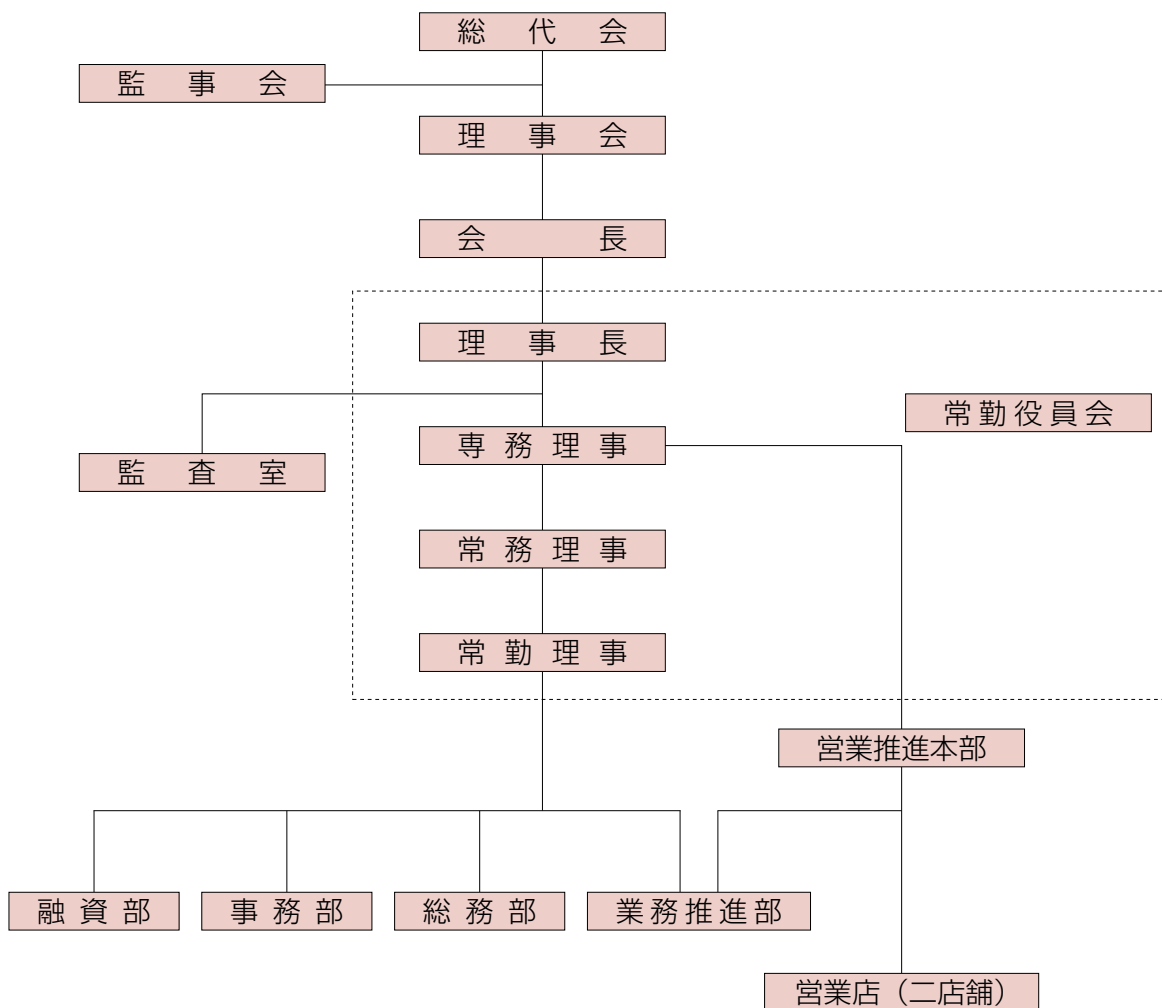 総代会
監事会
理事会
会長
理事長
常勤役員会
専務理事
監査室
常務理事
常勤理事
営業推進本部
融資部
事務部
総務部
業務推進部
営業店（二店舗）